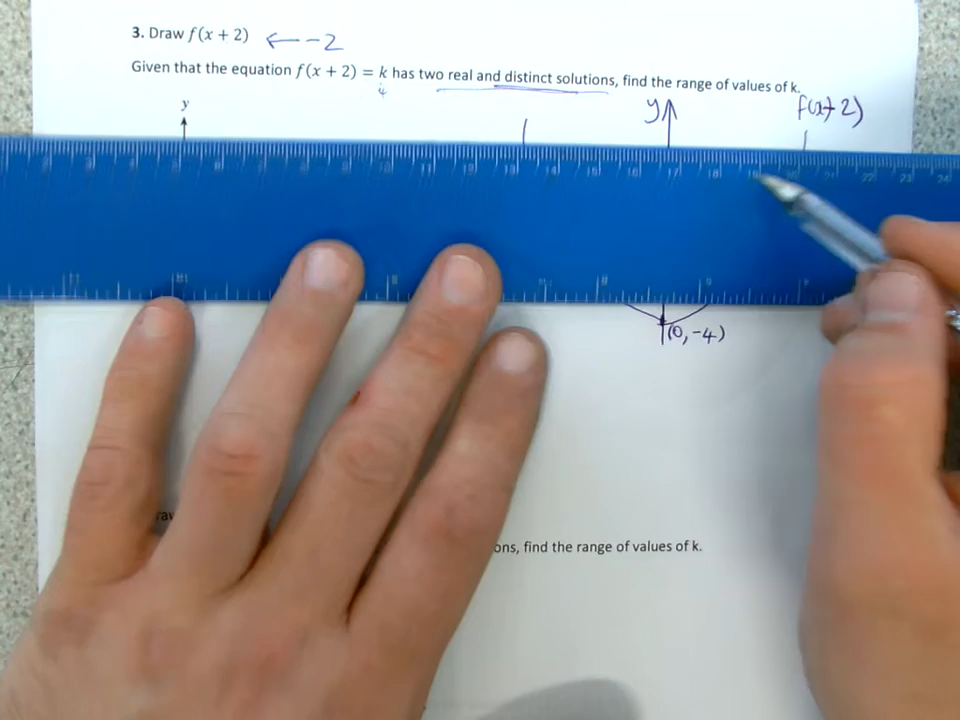 3. Draw f(x + 2) ← -2
Given that the equation f(x + 2) = k has two real and distinct solutions, find the range of values of k.
4
y
y
f(x+2)
(0, -4)
ons, find the range of values of k.